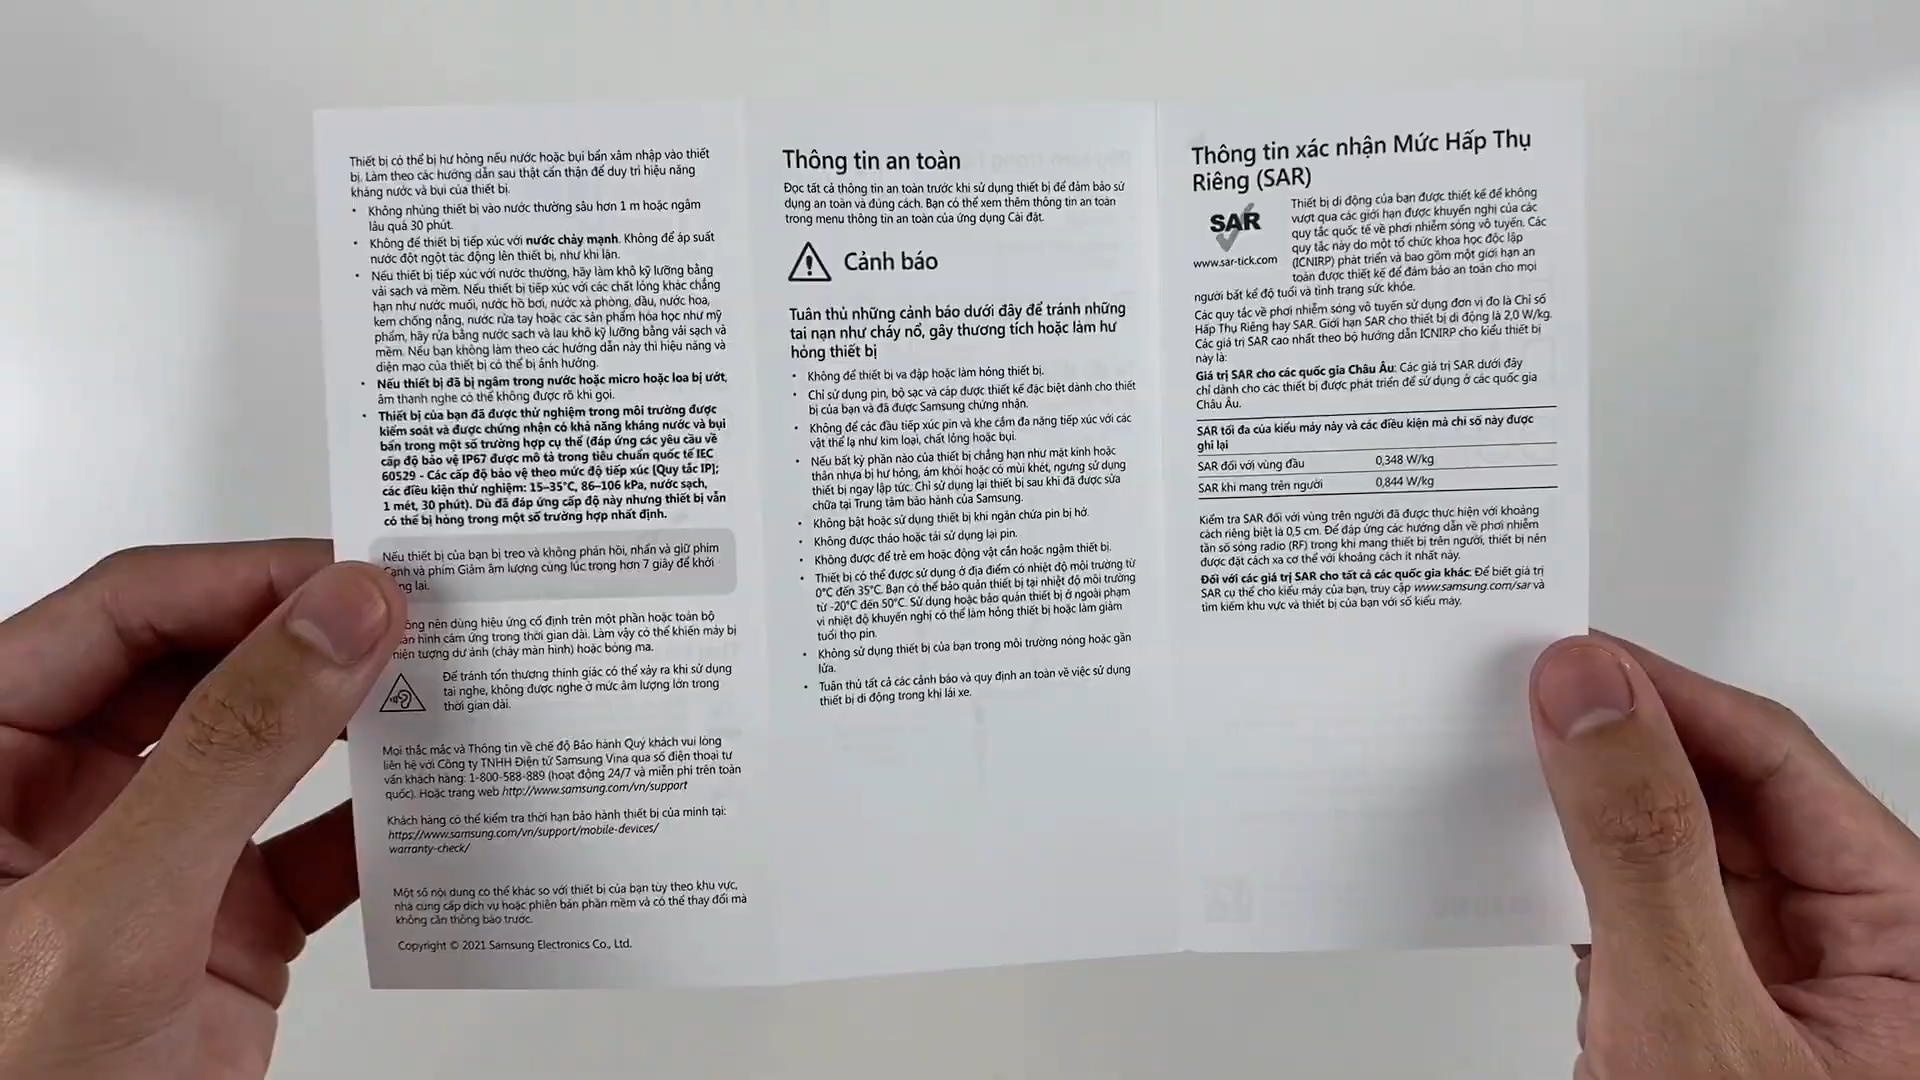 Thiết bị có thể bị hư hỏng nếu nước hoặc bụi bẩn xâm nhập vào thiết
bị. Làm theo các hướng dẫn sau thật cẩn thận để duy trì hiệu năng
kháng nước và bụi của thiết bị.
• Không nhúng thiết bị vào nước thường sâu hơn 1 m hoặc ngâm
lâu quá 30 phút.
• Không để thiết bị tiếp xúc với nước chảy mạnh. Không để áp suất
nước đột ngột tác động lên thiết bị, như khi lặn.
• Nếu thiết bị tiếp xúc với nước thường, hãy làm khô kỹ lưỡng bằng
vải sạch và mềm. Nếu thiết bị tiếp xúc với các chất lỏng khác chẳng
hạn như nước muối, nước hồ bơi, nước xà phòng, dầu, nước hoa,
kem chống nắng, nước rửa tay hoặc các sản phẩm hóa học như mỹ
phẩm, hãy rửa bằng nước sạch và lau khô kỹ lưỡng bằng vải sạch và
mềm. Nếu bạn không làm theo các hướng dẫn này thì hiệu năng và
diện mạo của thiết bị có thể bị ảnh hưởng.
• Nếu thiết bị đã bị ngâm trong nước hoặc micro hoặc loa bị ướt,
âm thanh nghe có thể không được rõ khi gọi.
• Thiết bị của bạn đã được thử nghiệm trong môi trường được
kiểm soát và được chứng nhận có khả năng kháng nước và bụi
bẩn trong một số trường hợp cụ thể (đáp ứng các yêu cầu về
cấp độ bảo vệ IP67 được mô tả trong tiêu chuẩn quốc tế IEC
60529 - Các cấp độ bảo vệ theo mức độ tiếp xúc [Quy tắc IP];
các điều kiện thử nghiệm: 15–35°C, 86–106 kPa, nước sạch,
1 mét, 30 phút). Dù đã đáp ứng cấp độ này nhưng thiết bị vẫn
có thể bị hỏng trong một số trường hợp nhất định.
Nếu thiết bị của bạn bị treo và không phản hồi, nhấn và giữ phím
Cạnh và phím Giảm âm lượng cùng lúc trong hơn 7 giây để khởi
lại.
nên dùng hiệu ứng cố định trên một phần hoặc toàn bộ
hình cảm ứng trong thời gian dài. Làm vậy có thể khiến máy bị
hiện tượng dư ảnh (cháy màn hình) hoặc bóng ma.
Để tránh tổn thương thính giác có thể xảy ra khi sử dụng
tai nghe, không được nghe ở mức âm lượng lớn trong
thời gian dài.
Mọi thắc mắc và Thông tin về chế độ Bảo hành Quý khách vui lòng
liên hệ với Công ty TNHH Điện tử Samsung Vina qua số điện thoại tư
vấn khách hàng: 1-800-588-889 (hoạt động 24/7 và miễn phí trên toàn
quốc). Hoặc trang web http://www.samsung.com/vn/support
Khách hàng có thể kiểm tra thời hạn bảo hành thiết bị của mình tại:
https://www.samsung.com/vn/support/mobile-devices/
warranty-check/
Một số nội dung có thể khác so với thiết bị của bạn tùy theo khu vực,
nhà cung cấp dịch vụ hoặc phiên bản phần mềm và có thể thay đổi mà
không cần thông báo trước.
Copyright © 2021 Samsung Electronics Co., Ltd.
Thông tin an toàn
Đọc tất cả thông tin an toàn trước khi sử dụng thiết bị để đảm bảo sử
dụng an toàn và đúng cách. Bạn có thể xem thêm thông tin an toàn
trong menu thông tin an toàn của ứng dụng Cài đặt.
Cảnh báo
Tuân thủ những cảnh báo dưới đây để tránh những
tai nạn như cháy nổ, gây thương tích hoặc làm hư
hỏng thiết bị
• Không để thiết bị va đập hoặc làm hỏng thiết bị.
• Chỉ sử dụng pin, bộ sạc và cáp được thiết kế đặc biệt dành cho thiết
bị của bạn và đã được Samsung chứng nhận.
• Không để các đầu tiếp xúc pin và khe cắm đa năng tiếp xúc với các
vật thể lạ như kim loại, chất lỏng hoặc bụi.
• Nếu bất kỳ phần nào của thiết bị chẳng hạn như mặt kính hoặc
thân nhựa bị hư hỏng, ám khói hoặc có mùi khét, ngưng sử dụng
thiết bị ngay lập tức. Chỉ sử dụng lại thiết bị sau khi đã được sửa
chữa tại Trung tâm bảo hành của Samsung.
• Không bật hoặc sử dụng thiết bị khi ngăn chứa pin bị hở.
• Không được tháo hoặc tái sử dụng lại pin.
• Không được để trẻ em hoặc động vật cắn hoặc ngậm thiết bị.
• Thiết bị có thể được sử dụng ở địa điểm có nhiệt độ môi trường từ
0°C đến 35°C. Bạn có thể bảo quản thiết bị tại nhiệt độ môi trường
từ -20°C đến 50°C. Sử dụng hoặc bảo quản thiết bị ở ngoài phạm
vi nhiệt độ khuyến nghị có thể làm hỏng thiết bị hoặc làm giảm
tuổi thọ pin.
• Không sử dụng thiết bị của bạn trong môi trường nóng hoặc gần
lửa.
• Tuân thủ tất cả các cảnh báo và quy định an toàn về việc sử dụng
thiết bị di động trong khi lái xe.
Thông tin xác nhận Mức Hấp Thụ
Riêng (SAR)
SAR
www.sar-tick.com
Thiết bị di động của bạn được thiết kế để không
vượt qua các giới hạn được khuyến nghị của các
quy tắc quốc tế về phơi nhiễm sóng vô tuyến. Các
quy tắc này do một tổ chức khoa học độc lập
(ICNIRP) phát triển và bao gồm một giới hạn an
toàn được thiết kế để đảm bảo an toàn cho mọi
người bất kể độ tuổi và tình trạng sức khỏe.
Các quy tắc về phơi nhiễm sóng vô tuyến sử dụng đơn vị đo là Chỉ số
Hấp Thụ Riêng hay SAR. Giới hạn SAR cho thiết bị di động là 2,0 W/kg.
Các giá trị SAR cao nhất theo bộ hướng dẫn ICNIRP cho kiểu thiết bị
này là:
Giá trị SAR cho các quốc gia Châu Âu: Các giá trị SAR dưới đây
chỉ dành cho các thiết bị được phát triển để sử dụng ở các quốc gia
Châu Âu.
SAR tối đa của kiểu máy này và các điều kiện mà chỉ số này được
ghi lại
SAR đối với vùng đầu 0,348 W/kg
SAR khi mang trên người 0,844 W/kg
Kiểm tra SAR đối với vùng trên người đã được thực hiện với khoảng
cách riêng biệt là 0,5 cm. Để đáp ứng các hướng dẫn về phơi nhiễm
tần số sóng radio (RF) trong khi mang thiết bị trên người, thiết bị nên
được đặt cách xa cơ thể với khoảng cách ít nhất này.
Đối với các giá trị SAR cho tất cả các quốc gia khác: Để biết giá trị
SAR cụ thể cho kiểu máy của bạn, truy cập www.samsung.com/sar và
tìm kiếm khu vực và thiết bị của bạn với số kiểu máy.